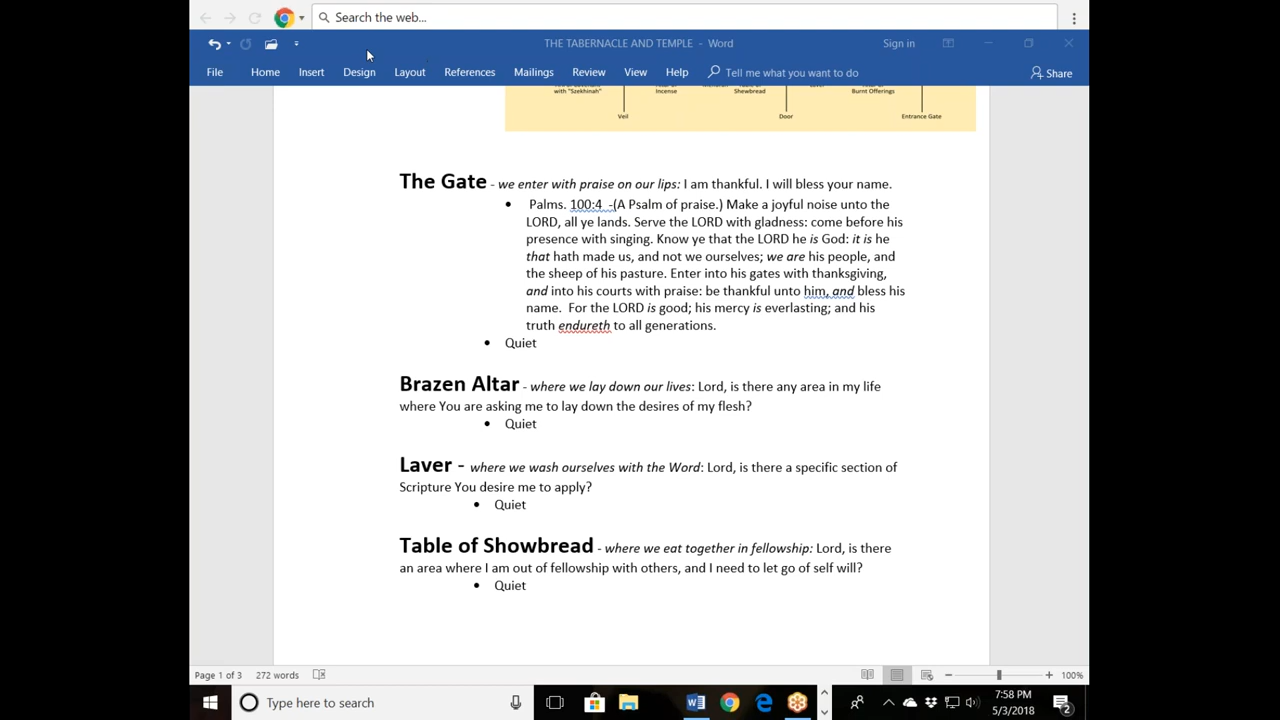 Search the web...
THE TABERNACLE AND TEMPLE - Word
Sign in
File Home Insert Design Layout References Mailings Review View Help Tell me what you want to do Share
with "Szekhinah" Incense Shewbread Burnt Offerings
Veil Door Entrance Gate
The Gate - we enter with praise on our lips: I am thankful. I will bless your name.
• Palms. 100:4 -(A Psalm of praise.) Make a joyful noise unto the
LORD, all ye lands. Serve the LORD with gladness: come before his
presence with singing. Know ye that the LORD he is God: it is he
that hath made us, and not we ourselves; we are his people, and
the sheep of his pasture. Enter into his gates with thanksgiving,
and into his courts with praise: be thankful unto him, and bless his
name. For the LORD is good; his mercy is everlasting; and his
truth endureth to all generations.
• Quiet
Brazen Altar - where we lay down our lives: Lord, is there any area in my life
where You are asking me to lay down the desires of my flesh?
• Quiet
Laver - where we wash ourselves with the Word: Lord, is there a specific section of
Scripture You desire me to apply?
• Quiet
Table of Showbread - where we eat together in fellowship: Lord, is there
an area where I am out of fellowship with others, and I need to let go of self will?
• Quiet
Page 1 of 3 272 words 100%
Type here to search
7:58 PM
5/3/2018
2